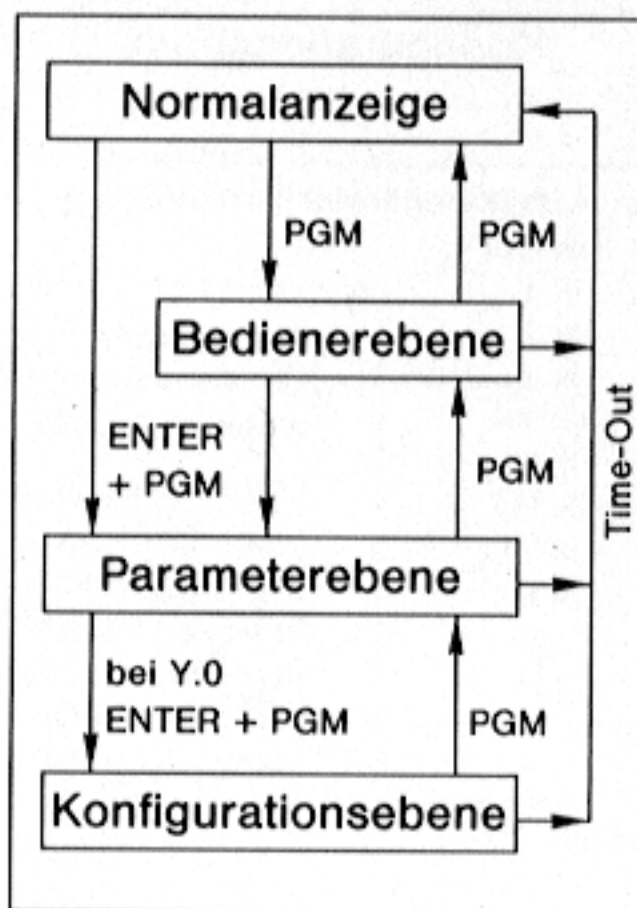 Normalanzeige
PGM
PGM
Bedienerebene
ENTER
+ PGM
PGM
Time-Out
Parameterebene
bei Y.0
ENTER + PGM
PGM
Konfigurationsebene